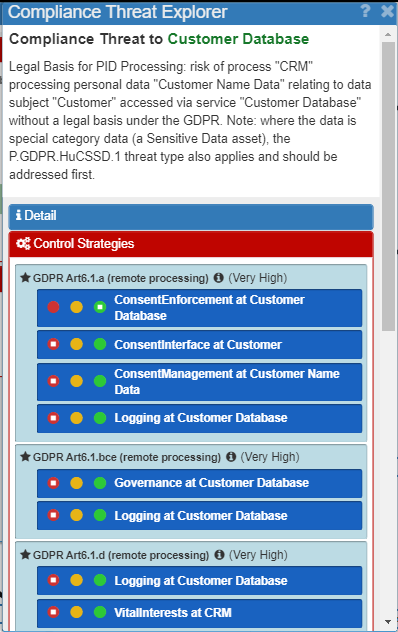 Compliance Threat Explorer
Compliance Threat to Customer Database
Legal Basis for PID Processing: risk of process "CRM"
processing personal data "Customer Name Data" relating to data
subject "Customer" accessed via service "Customer Database"
without a legal basis under the GDPR. Note: where the data is
special category data (a Sensitive Data asset), the
P.GDPR.HuCSSD.1 threat type also applies and should be
addressed first.
Detail
Control Strategies
GDPR Art6.1.a (remote processing) (Very High)
ConsentEnforcement at Customer
Database
ConsentInterface at Customer
ConsentManagement at Customer Name
Data
Logging at Customer Database
GDPR Art6.1.bce (remote processing) (Very High)
Governance at Customer Database
Logging at Customer Database
GDPR Art6.1.d (remote processing) (Very High)
Logging at Customer Database
VitalInterests at CRM